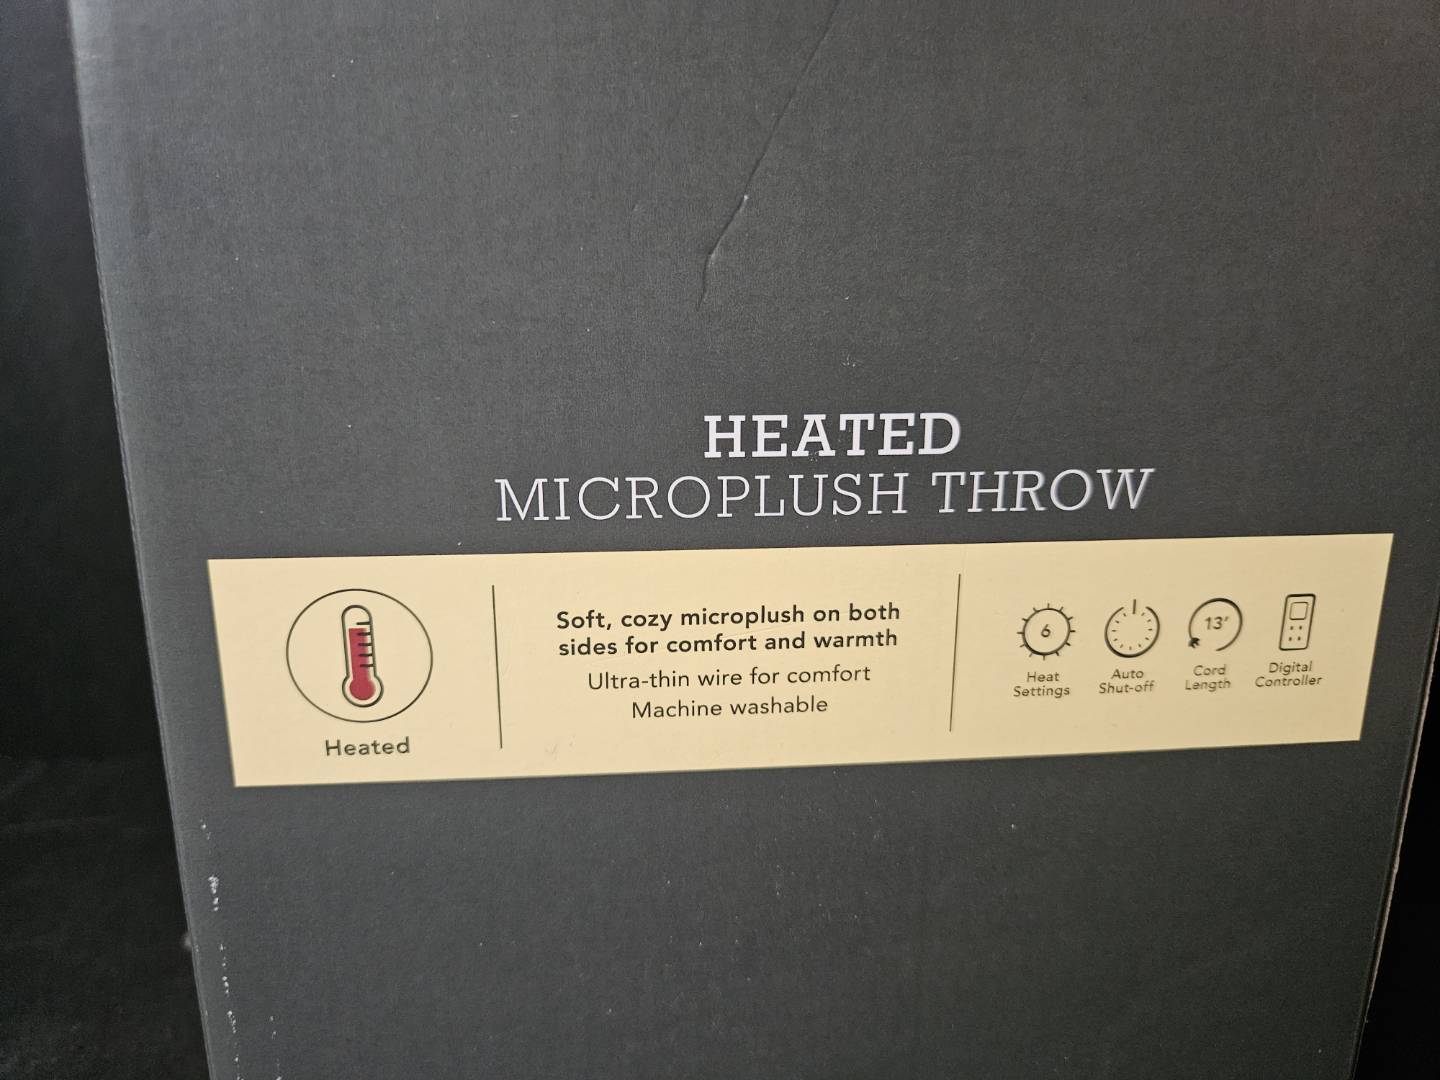 HEATED
MICROPLUSH THROW
Heated
Soft, cozy microplush on both
sides for comfort and warmth
Ultra-thin wire for comfort
Machine washable
6
Heat
Settings
Auto
Shut-off
13'
Cord
Length
Digital
Controller